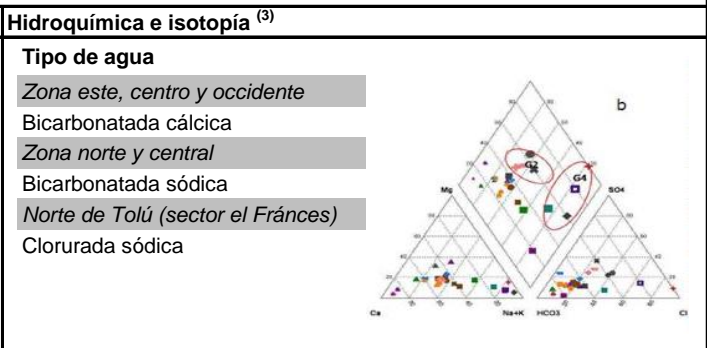 Hidroquímica e isotopía (3)
Tipo de agua
Zona este, centro y occidente
Bicarbonatada cálcica
Zona norte y central
Bicarbonatada sódica
Norte de Tolú (sector el Fránces)
Clorurada sódica
b
G2
G4
Mg
SO4
Ca
Na+K
HCO3
Cl